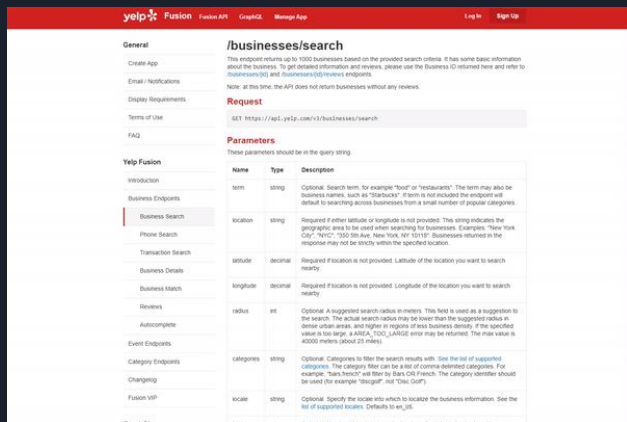 yelp Fusion Fusion API GraphQL Manage App Log In Sign Up
General
Create App
Email / Notifications
Display Requirements
Terms of Use
FAQ
Yelp Fusion
Introduction
Business Endpoints
Business Search
Phone Search
Transaction Search
Business Details
Business Match
Reviews
Autocomplete
Event Endpoints
Category Endpoints
Changelog
Fusion VIP
/businesses/search
This endpoint returns up to 1000 businesses based on the provided search criteria. It has some basic information
about the business. To get detailed information and reviews, please use the Business ID returned here and refer to
/businesses/{id} and /businesses/{id}/reviews endpoints.
Note: at this time, the API does not return businesses without any reviews.
Request
GET https://api.yelp.com/v3/businesses/search
Parameters
These parameters should be in the query string.
Name Type Description
term string Optional. Search term, for example "food" or "restaurants". The term may also be
business names, such as "Starbucks". If term is not included the endpoint will
default to searching across businesses from a small number of popular categories.
location string Required if either latitude or longitude is not provided. This string indicates the
geographic area to be used when searching for businesses. Examples: "New York
City", "NYC", "350 5th Ave, New York, NY 10118". Businesses returned in the
response may not be strictly within the specified location.
latitude decimal Required if location is not provided. Latitude of the location you want to search
nearby.
longitude decimal Required if location is not provided. Longitude of the location you want to search
nearby.
radius int Optional. A suggested search radius in meters. This field is used as a suggestion to
the search. The actual search radius may be lower than the suggested radius in
dense urban areas, and higher in regions of less business density. If the specified
value is too large, a AREA_TOO_LARGE error may be returned. The max value is
40000 meters (about 25 miles).
categories string Optional. Categories to filter the search results with. See the list of supported
categories. The category filter can be a list of comma delimited categories. For
example, "bars,french" will filter by Bars OR French. The category identifier should
be used (for example "discgolf", not "Disc Golf").
locale string Optional. Specify the locale into which to localize the business information. See the
list of supported locales. Defaults to en_US.